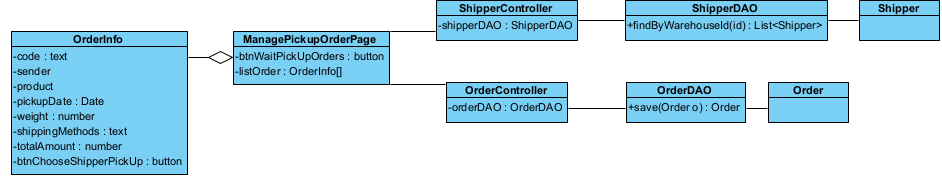 OrderInfo
-code : text
-sender
-product
-pickupDate : Date
-weight : number
-shippingMethods : text
-totalAmount : number
-btnChooseShipperPickUp : button
ManagePickupOrderPage
-btnWaitPickUpOrders : button
-listOrder : OrderInfo[]
ShipperController
-shipperDAO : ShipperDAO
ShipperDAO
+findByWarehouseId(id) : List<Shipper>
Shipper
OrderController
-orderDAO : OrderDAO
OrderDAO
+save(Order o) : Order
Order